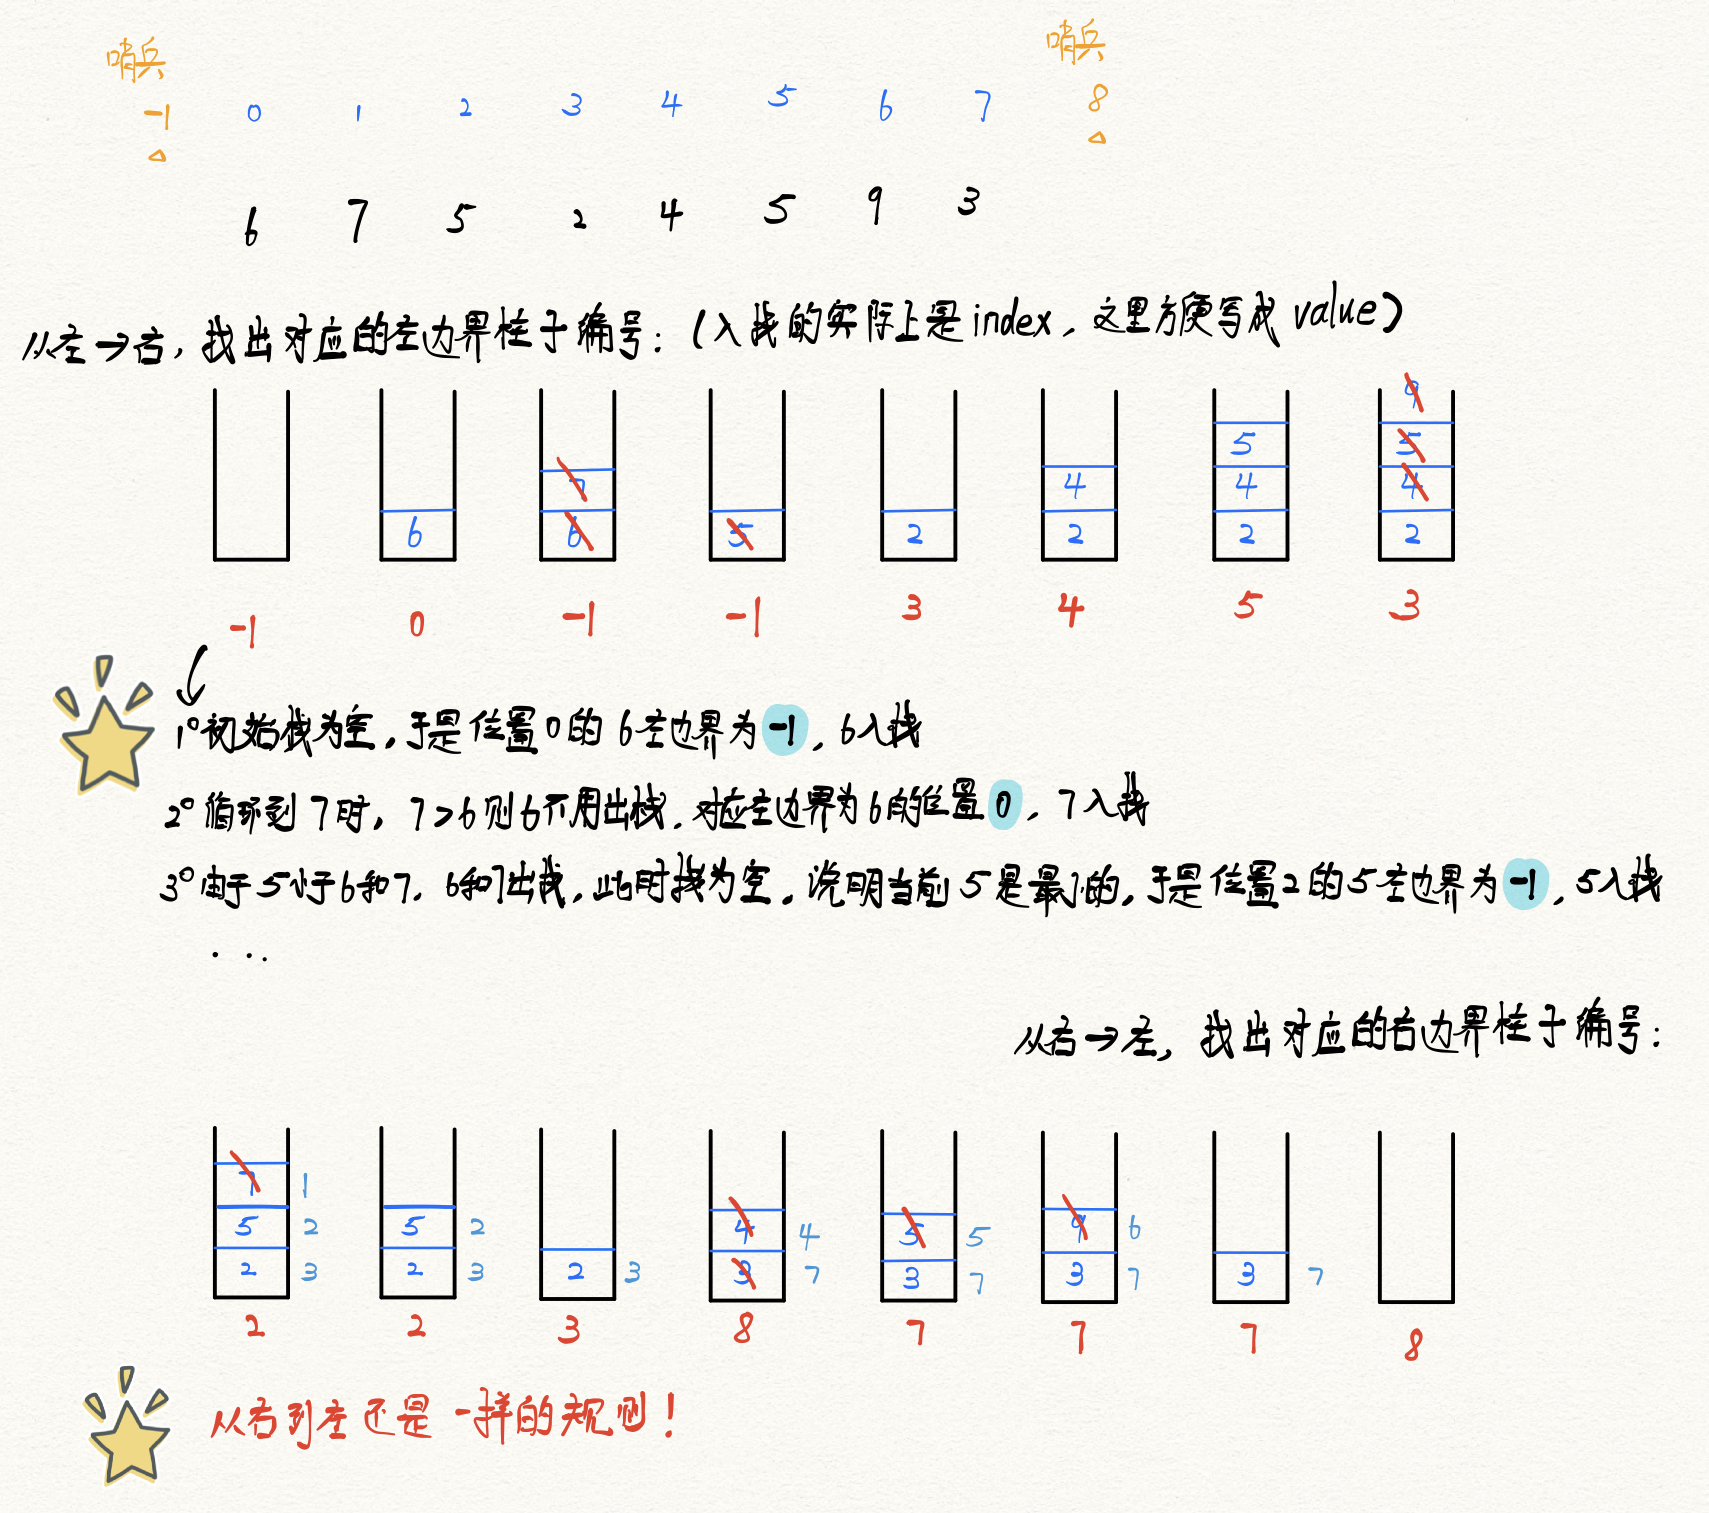 哨兵 哨兵
-1 0 1 2 3 4 5 6 7 8
6 7 5 2 4 5 9 3
从左→右，找出对应的左边界柱子编号：(入栈的实际上是index，这里方便写成 value)
9
5 5
7 4 4 4
6 6 5 2 2 2 2
-1 0 -1 -1 3 4 5 3
1°初始栈为空，于是位置0的 6左边界为-1，6入栈
2°循环到7时，7>6则6不用出栈，对应左边界为6的位置0，7入栈
3°由于5小于6和7，6和7出栈，此时栈为空，说明当前5是最小的，于是位置2的5左边界为-1，5入栈
...
从右→左，找出对应的右边界柱子编号：
7 1
5 2 5 2 4 4 5 5 9 6
2 3 2 3 2 3 3 7 3 7 3 7 3 7
2 2 3 8 7 7 7 8
从右到左还是一样的规则！